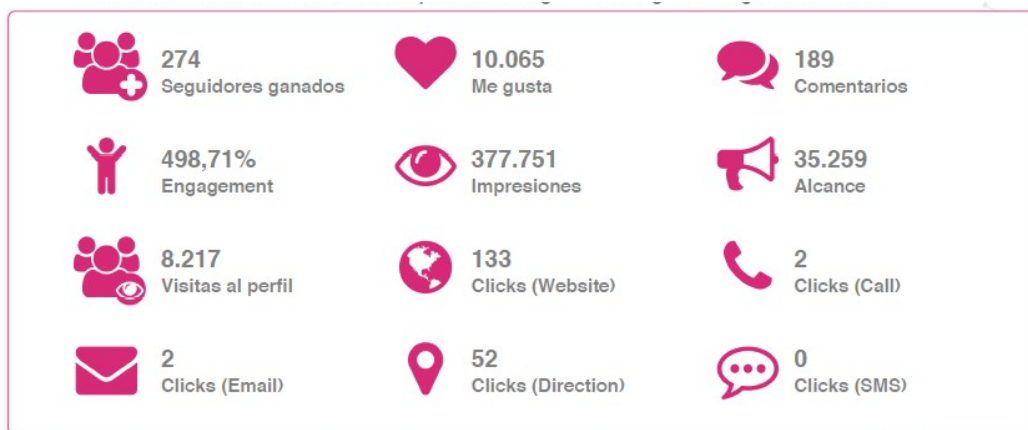 274
Seguidores ganados
10.065
Me gusta
189
Comentarios
498,71%
Engagement
377.751
Impresiones
35.259
Alcance
8.217
Visitas al perfil
133
Clicks (Website)
2
Clicks (Call)
2
Clicks (Email)
52
Clicks (Direction)
0
Clicks (SMS)